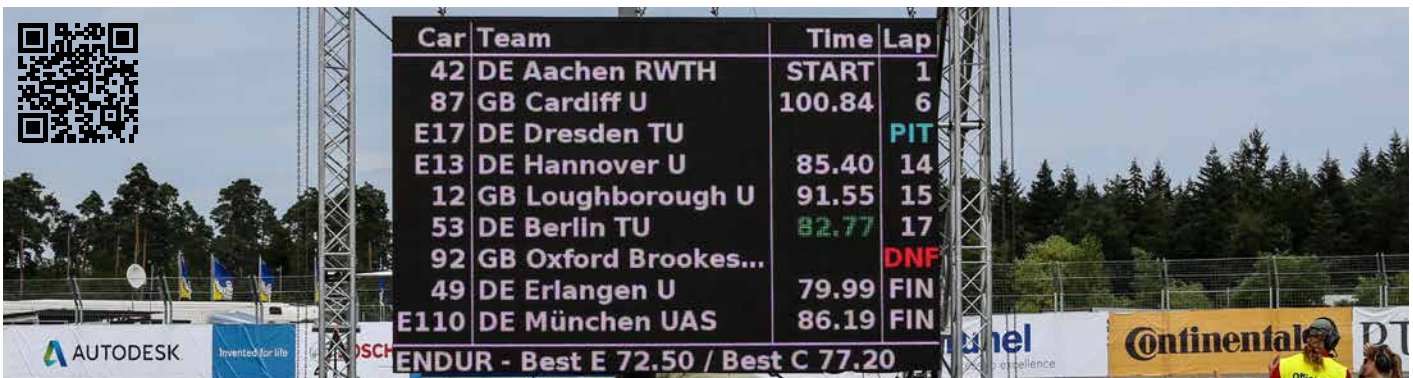 Car Team Time Lap
42 DE Aachen RWTH START 1
87 GB Cardiff U 100.84 6
E17 DE Dresden TU PIT
E13 DE Hannover U 85.40 14
12 GB Loughborough U 91.55 15
53 DE Berlin TU 82.77 17
92 GB Oxford Brookes... DNF
49 DE Erlangen U 79.99 FIN
E110 DE München UAS 86.19 FIN
ENDUR - Best E 72.50 / Best C 77.20
AUTODESK
Invented for life
Continental
excellence